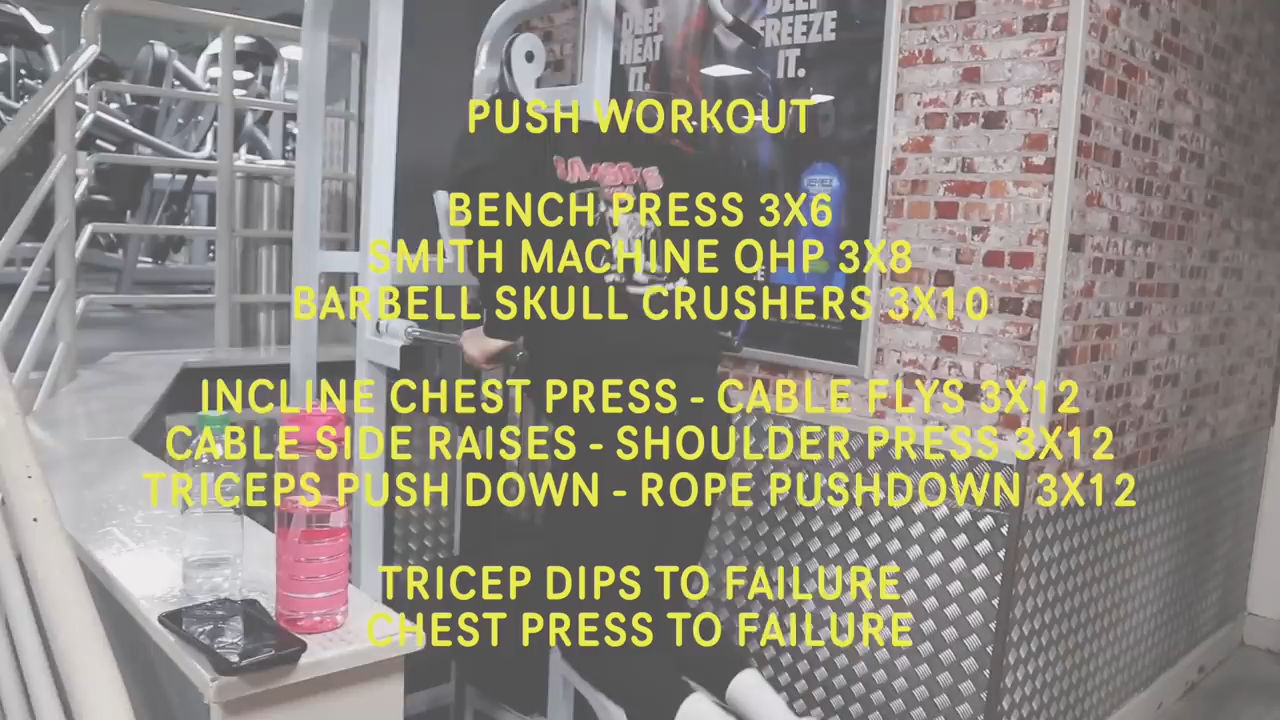 DEEP
HEAT
IT.
DEEP
FREEZE
IT.
PUSH WORKOUT
BENCH PRESS 3X6
SMITH MACHINE OHP 3X8
BARBELL SKULL CRUSHERS 3X10
INCLINE CHEST PRESS - CABLE FLYS 3X12
CABLE SIDE RAISES - SHOULDER PRESS 3X12
TRICEPS PUSH DOWN - ROPE PUSHDOWN 3X12
TRICEP DIPS TO FAILURE
CHEST PRESS TO FAILURE